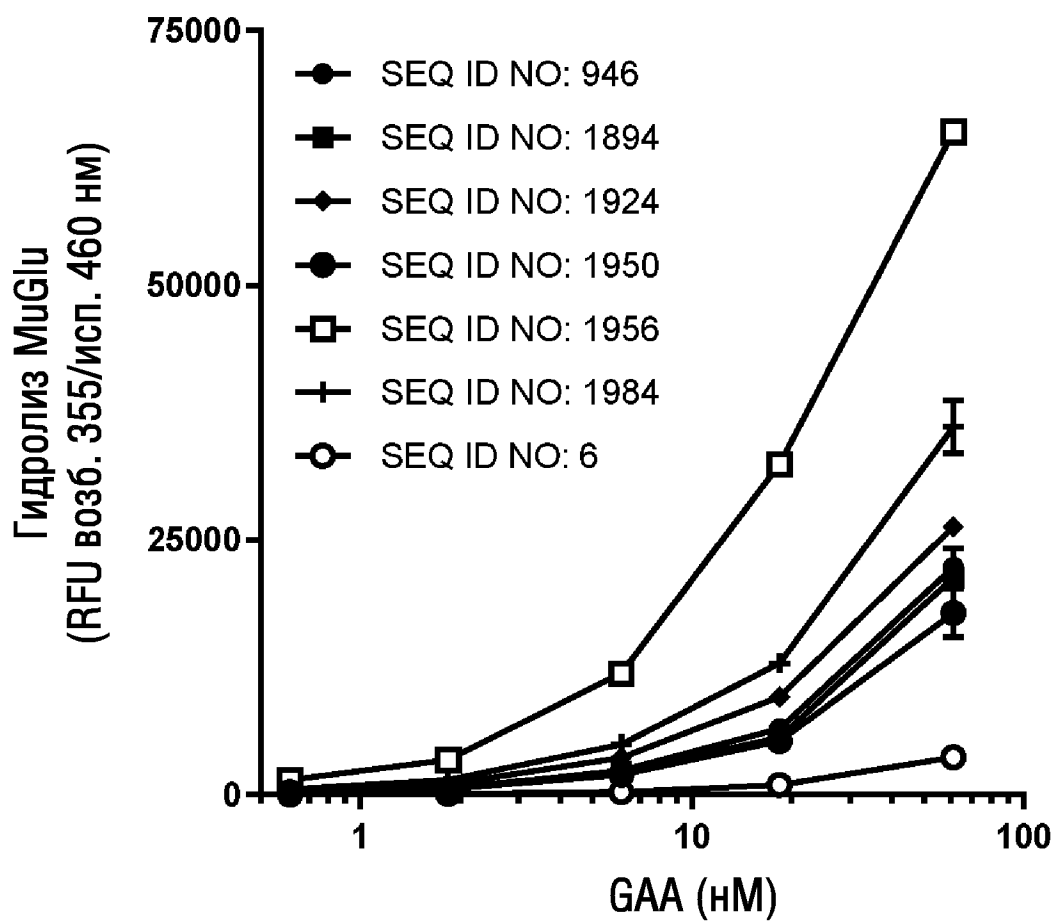 75000
50000
25000
0
Гидролиз MuGlu
(RFU возб. 355/исп. 460 нм)
SEQ ID NO: 946
SEQ ID NO: 1894
SEQ ID NO: 1924
SEQ ID NO: 1950
SEQ ID NO: 1956
SEQ ID NO: 1984
SEQ ID NO: 6
1 10 100
GAA (нМ)